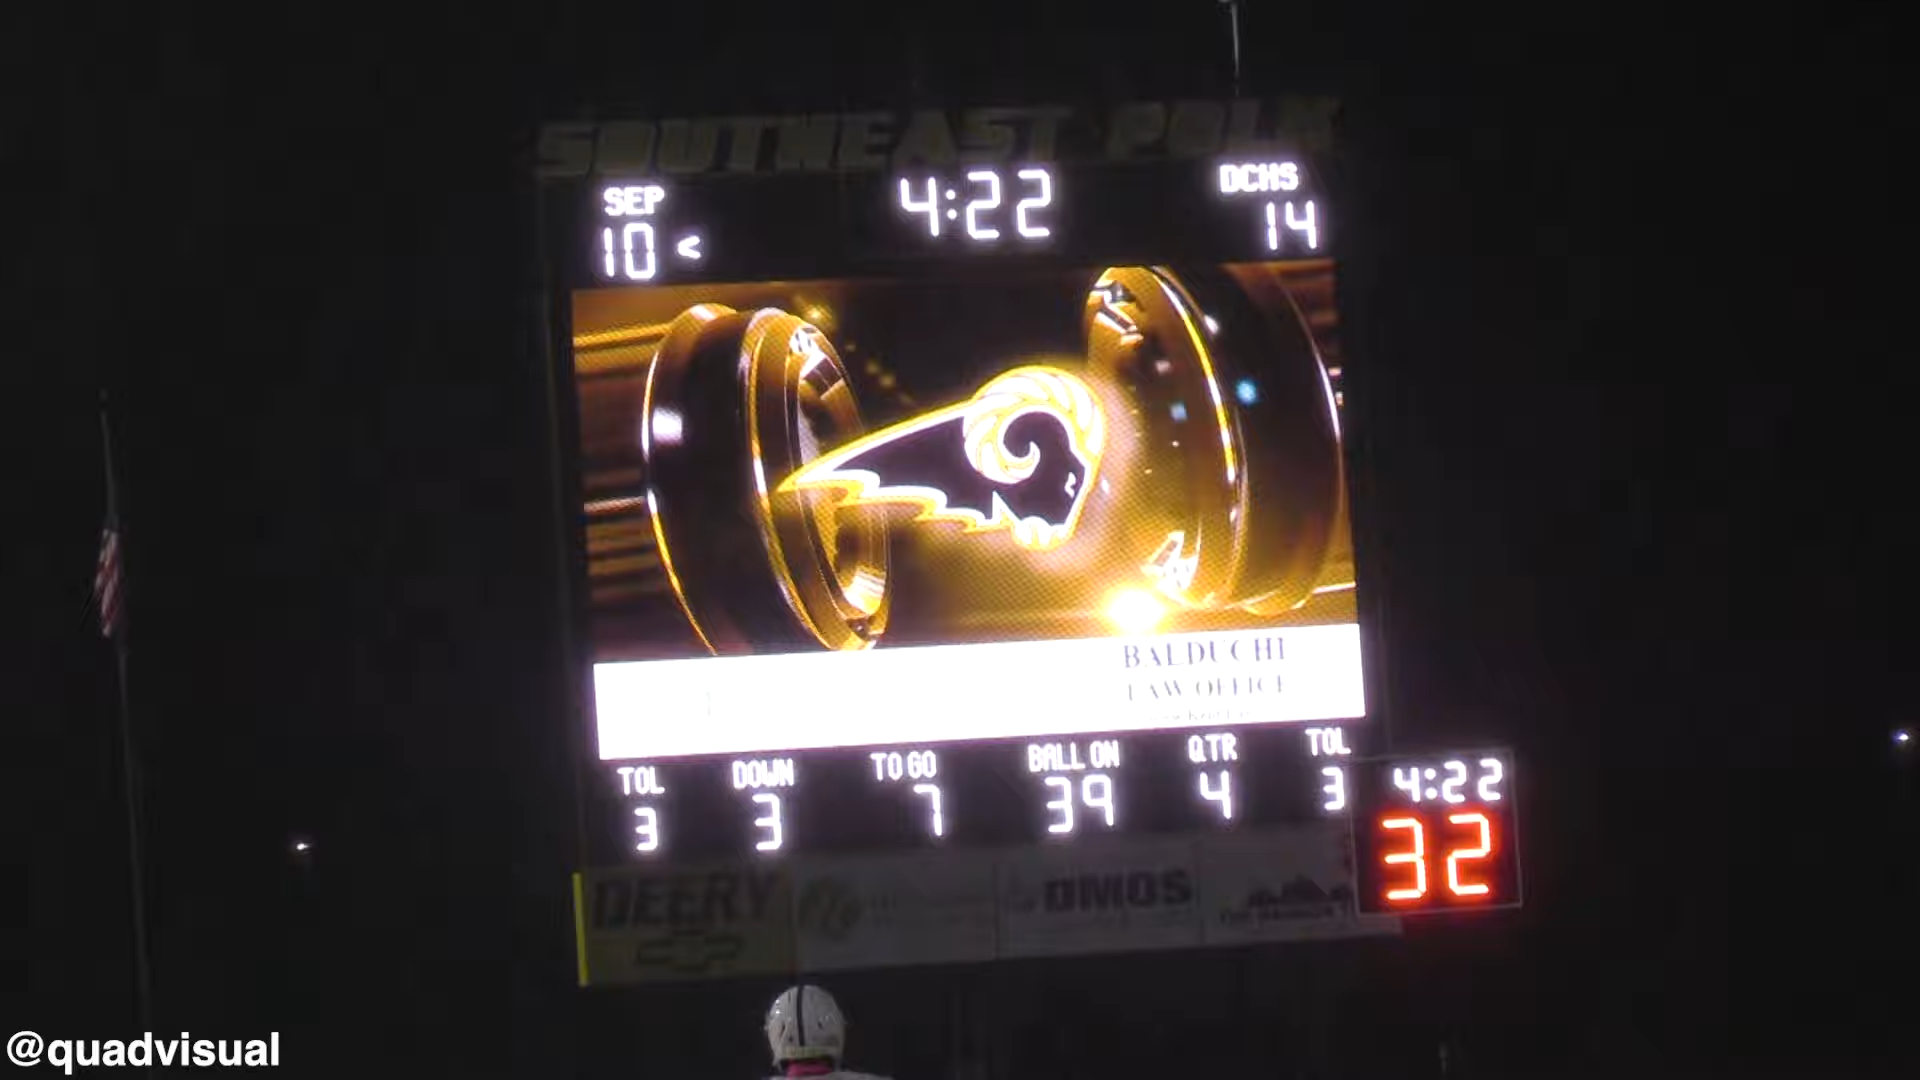 SOUTHEAST POLK
SEP 4:22 DCHS
10 < 14
BALDUCHI
LAW OFFICE
TOL DOWN TO GO BALL ON QTR TOL
3 3 7 39 4 3
4:22
32
DEERY
DMOS
@quadvisual